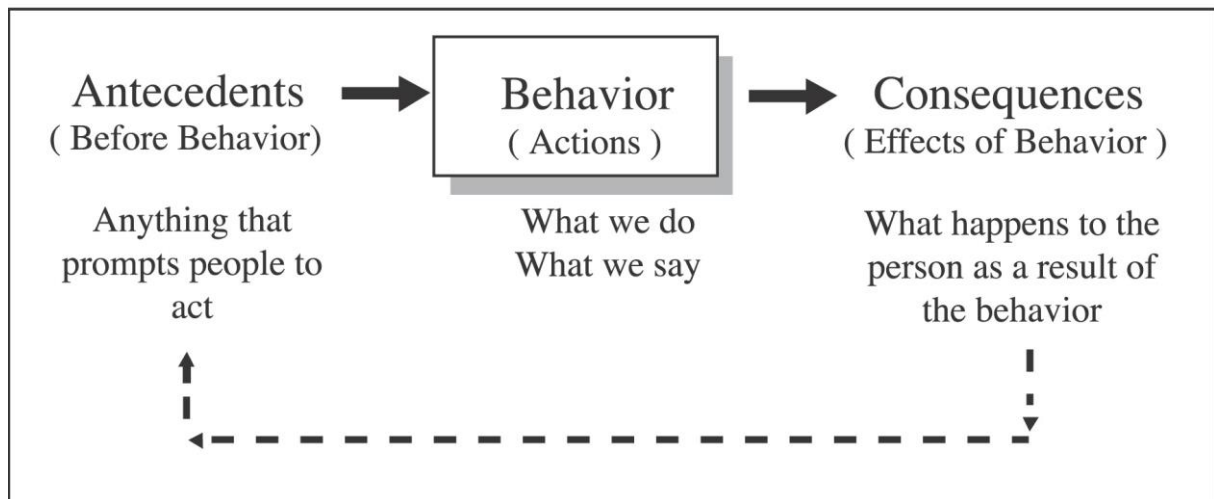 Antecedents
( Before Behavior)
Anything that
prompts people to
act
Behavior
( Actions )
What we do
What we say
Consequences
( Effects of Behavior )
What happens to the
person as a result of
the behavior